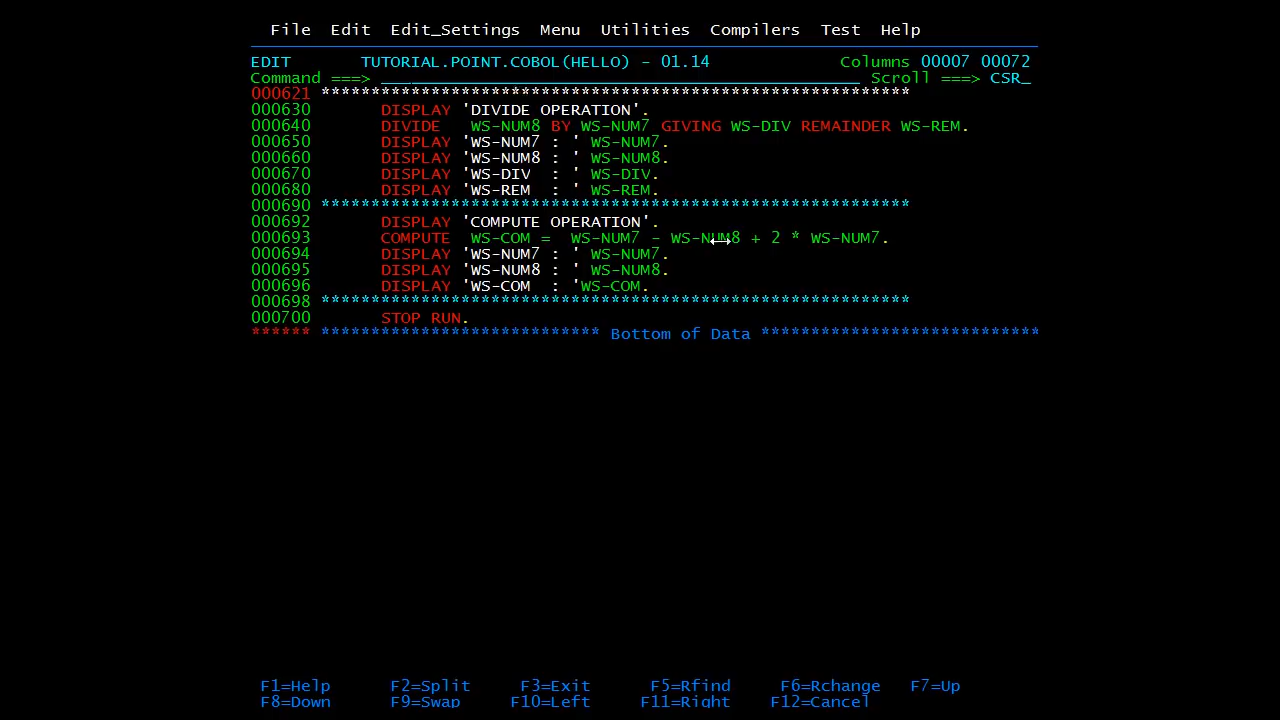 File  Edit  Edit_Settings  Menu  Utilities  Compilers  Test  Help
EDIT       TUTORIAL.POINT.COBOL(HELLO) - 01.14             Columns 00007 00072
Command ===>                                                  Scroll ===> CSR_
000621 ***********************************************************
000630       DISPLAY 'DIVIDE OPERATION'.
000640       DIVIDE   WS-NUM8 BY WS-NUM7 GIVING WS-DIV REMAINDER WS-REM.
000650       DISPLAY 'WS-NUM7 : ' WS-NUM7.
000660       DISPLAY 'WS-NUM8 : ' WS-NUM8.
000670       DISPLAY 'WS-DIV  : ' WS-DIV.
000680       DISPLAY 'WS-REM  : ' WS-REM.
000690 ***********************************************************
000692       DISPLAY 'COMPUTE OPERATION'.
000693       COMPUTE  WS-COM =  WS-NUM7 - WS-NUM8 + 2 * WS-NUM7.
000694       DISPLAY 'WS-NUM7 : ' WS-NUM7.
000695       DISPLAY 'WS-NUM8 : ' WS-NUM8.
000696       DISPLAY 'WS-COM  : 'WS-COM.
000698 ***********************************************************
000700       STOP RUN.
****** **************************** Bottom of Data ****************************
F1=Help      F2=Split     F3=Exit      F5=Rfind     F6=Rchange   F7=Up
F8=Down      F9=Swap     F10=Left     F11=Right    F12=Cancel